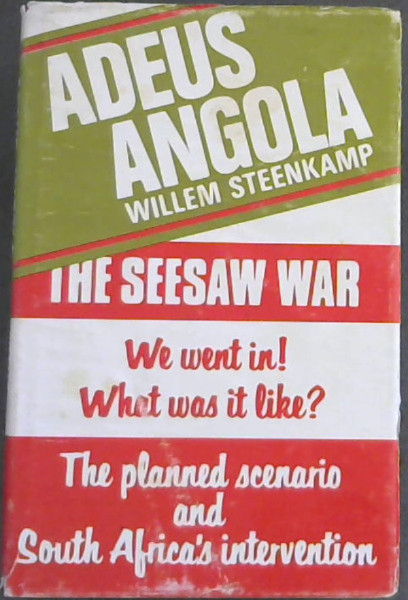 ADEUS
ANGOLA
WILLEM STEENKAMP
THE SEESAW WAR
We went in!
What was it like?
The planned scenario
and
South Africa's intervention